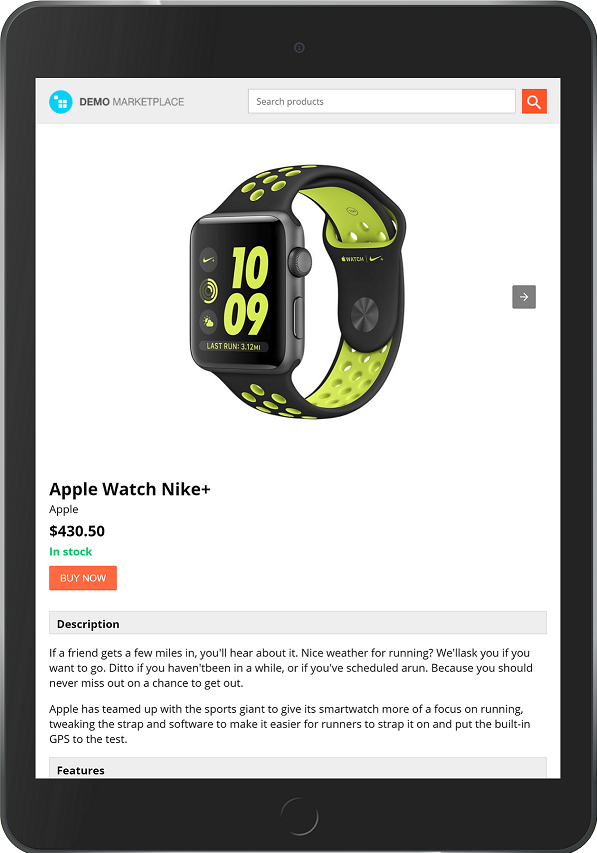 DEMO MARKETPLACE
Search products
10
09
LAST RUN: 3.12MI
WATCH
Apple Watch Nike+
Apple
$430.50
In stock
BUY NOW
Description
If a friend gets a few miles in, you'll hear about it. Nice weather for running? We'llask you if you
want to go. Ditto if you haven'tbeen in a while, or if you've scheduled arun. Because you should
never miss out on a chance to get out.
Apple has teamed up with the sports giant to give its smartwatch more of a focus on running,
tweaking the strap and software to make it easier for runners to strap it on and put the built-in
GPS to the test.
Features